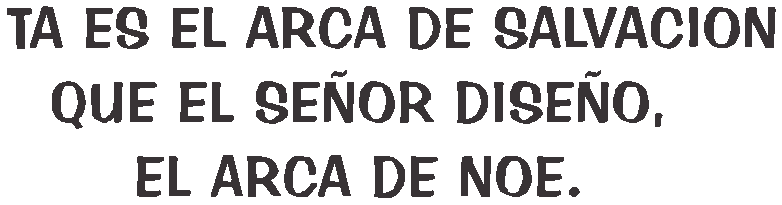 TA ES EL ARCA DE SALVACION
QUE EL SEÑOR DISEÑO,
EL ARCA DE NOE.